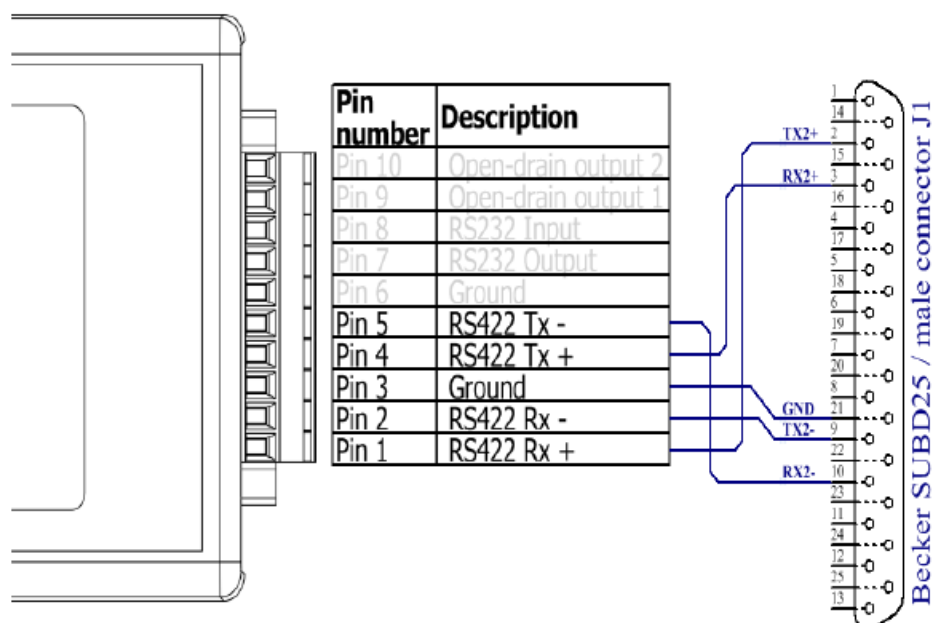 Pin number Description
Pin 10 Open-drain output 2
Pin 9 Open-drain output 1
Pin 8 RS232 Input
Pin 7 RS232 Output
Pin 6 Ground
Pin 5 RS422 Tx -
Pin 4 RS422 Tx +
Pin 3 Ground
Pin 2 RS422 Rx -
Pin 1 RS422 Rx +
TX2+
RX2+
GND
TX2-
RX2-
1
14
2
15
3
16
4
17
5
18
6
19
7
20
8
21
9
22
10
23
11
24
12
25
13
Becker SUBD25 / male connector J1